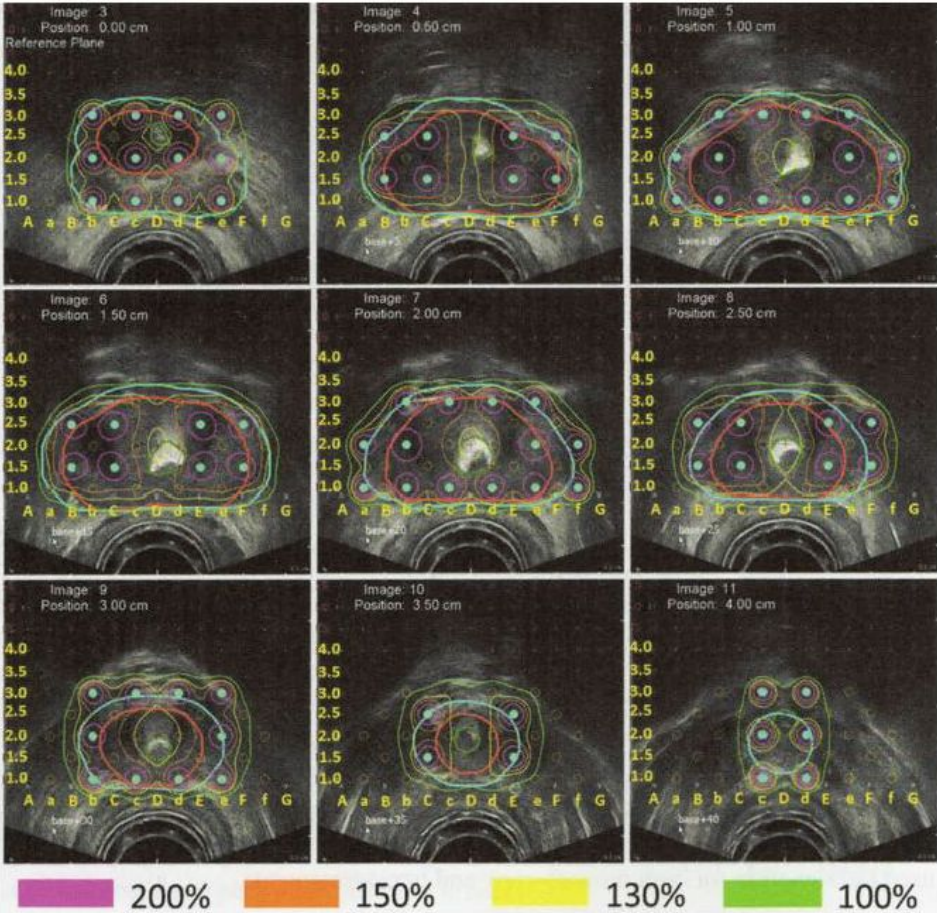 Image: 3
Position: 0.00 cm
Reference Plane
4.0
3.5
3.0
2.5
2.0
1.5
1.0
A a B b C c D d E e F f G
Image: 4
Position: 0.50 cm
4.0
3.5
3.0
2.5
2.0
1.5
1.0
A a B b C c D d E e F f G
base+5
Image: 5
Position: 1.00 cm
4.0
3.5
3.0
2.5
2.0
1.5
1.0
A a B b C c D d E e F f G
base+10
Image: 6
Position: 1.50 cm
4.0
3.5
3.0
2.5
2.0
1.5
1.0
A a B b C c D d E e F f G
base+15
Image: 7
Position: 2.00 cm
4.0
3.5
3.0
2.5
2.0
1.5
1.0
A a B b C c D d E e F f G
base+20
Image: 8
Position: 2.50 cm
4.0
3.5
3.0
2.5
2.0
1.5
1.0
A a B b C c D d E e F f G
base+25
Image: 9
Position: 3.00 cm
4.0
3.5
3.0
2.5
2.0
1.5
1.0
A a B b C c D d E e F f G
base+30
Image: 10
Position: 3.50 cm
4.0
3.5
3.0
2.5
2.0
1.5
1.0
A a B b C c D d E e F f G
base+35
Image: 11
Position: 4.00 cm
4.0
3.5
3.0
2.5
2.0
1.5
1.0
A a B b C c D d E e F f G
base+40
200% 150% 130% 100%